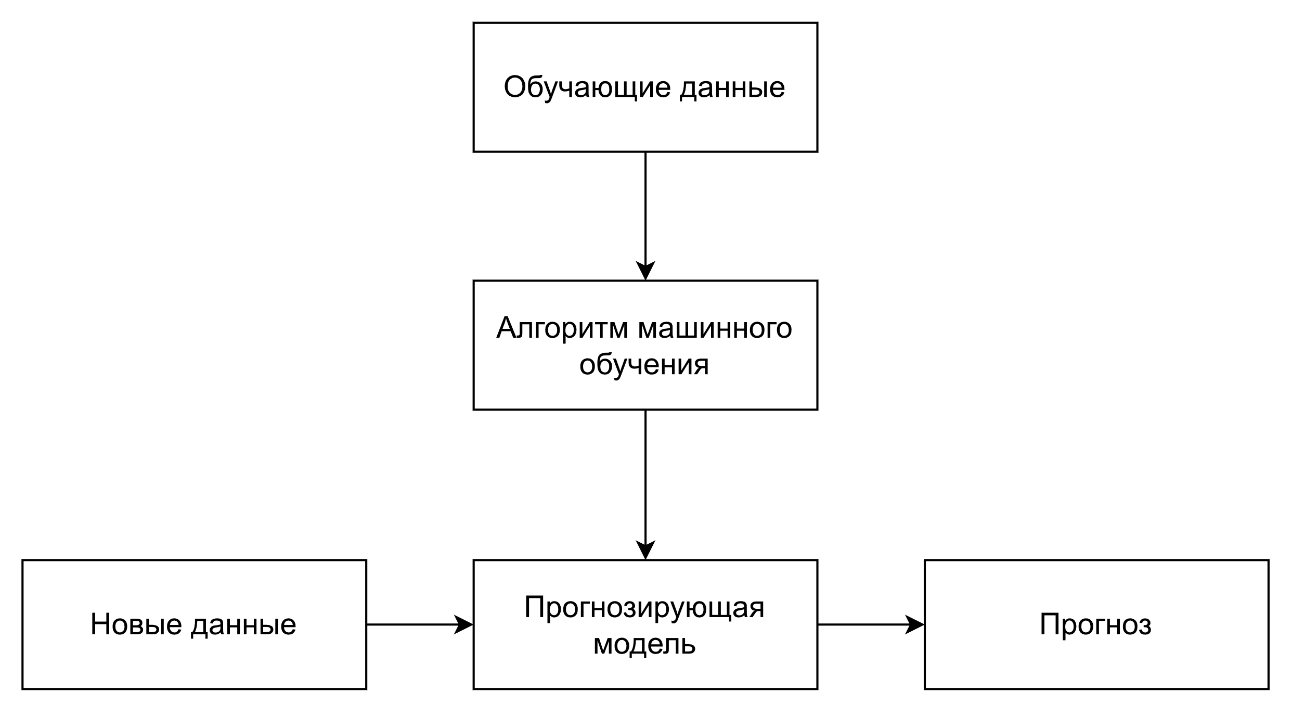 Обучающие данные
Алгоритм машинного
обучения
Новые данные
Прогнозирующая
модель
Прогноз